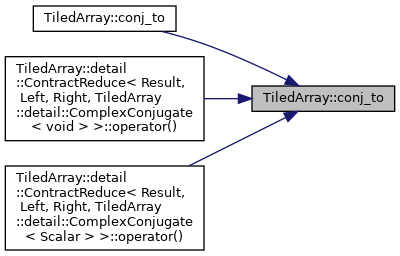 TiledArray::conj_to
TiledArray::detail
::ContractReduce< Result,
Left, Right, TiledArray
::detail::ComplexConjugate
< void > >::operator()
TiledArray::conj_to
TiledArray::detail
::ContractReduce< Result,
Left, Right, TiledArray
::detail::ComplexConjugate
< Scalar > >::operator()